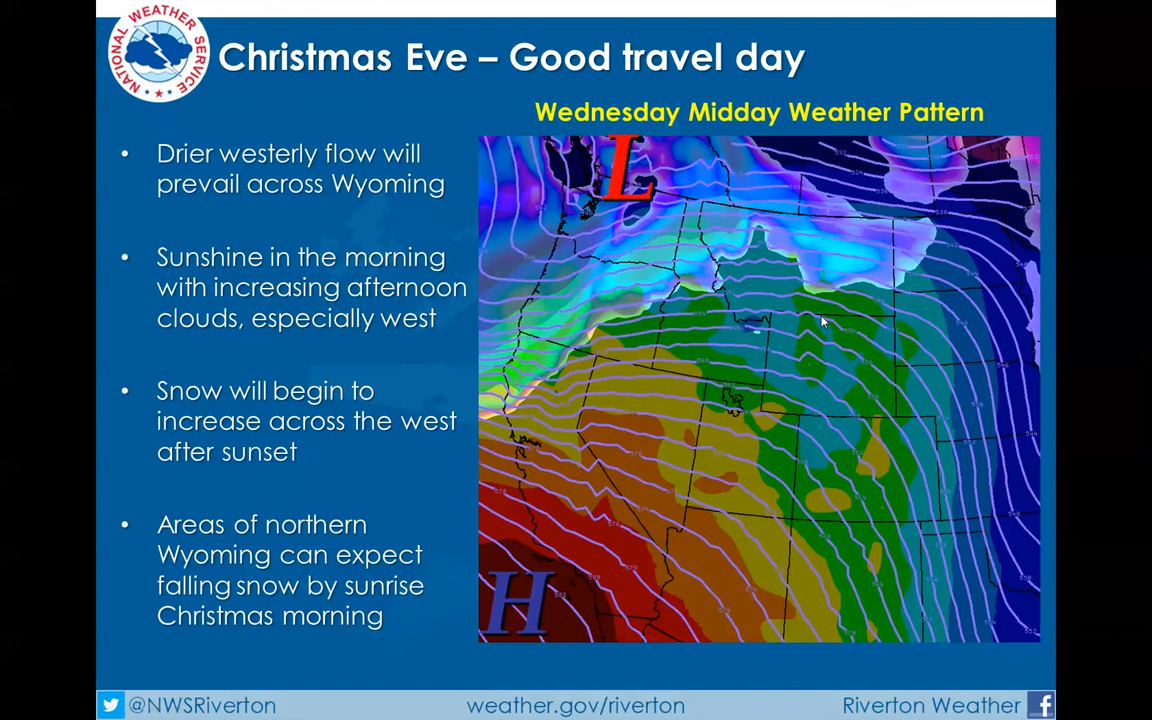 NATIONAL WEATHER SERVICE
Christmas Eve – Good travel day
Wednesday Midday Weather Pattern
• Drier westerly flow will
prevail across Wyoming
• Sunshine in the morning
with increasing afternoon
clouds, especially west
• Snow will begin to
increase across the west
after sunset
• Areas of northern
Wyoming can expect
falling snow by sunrise
Christmas morning
L
H
@NWSRiverton
weather.gov/riverton
Riverton Weather